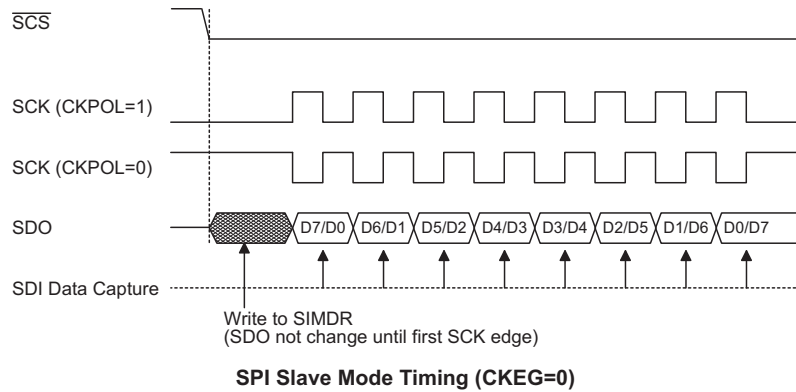 SCS
SCK (CKPOL=1)
SCK (CKPOL=0)
SDO
D7/D0 D6/D1 D5/D2 D4/D3 D3/D4 D2/D5 D1/D6 D0/D7
SDI Data Capture
Write to SIMDR
(SDO not change until first SCK edge)
SPI Slave Mode Timing (CKEG=0)